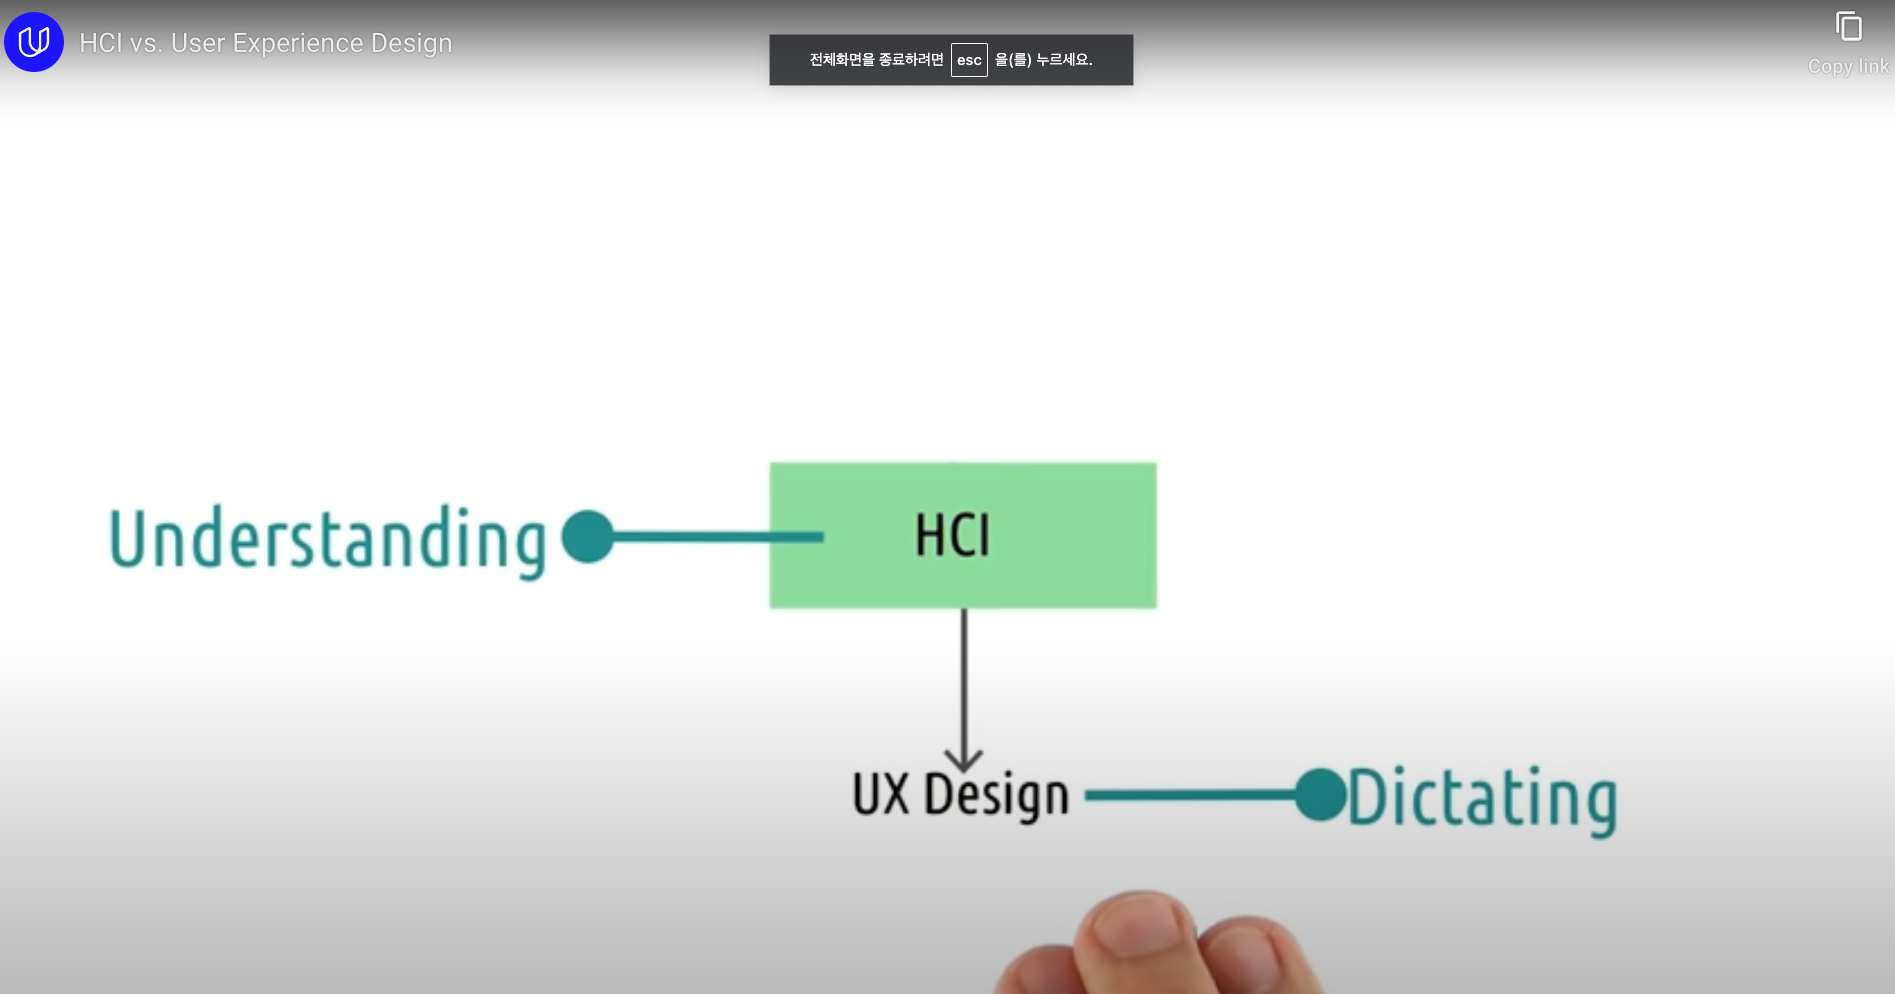 HCI vs. User Experience Design
전체화면을 종료하려면 esc 을(를) 누르세요.
Copy link
Understanding
HCI
UX Design
Dictating